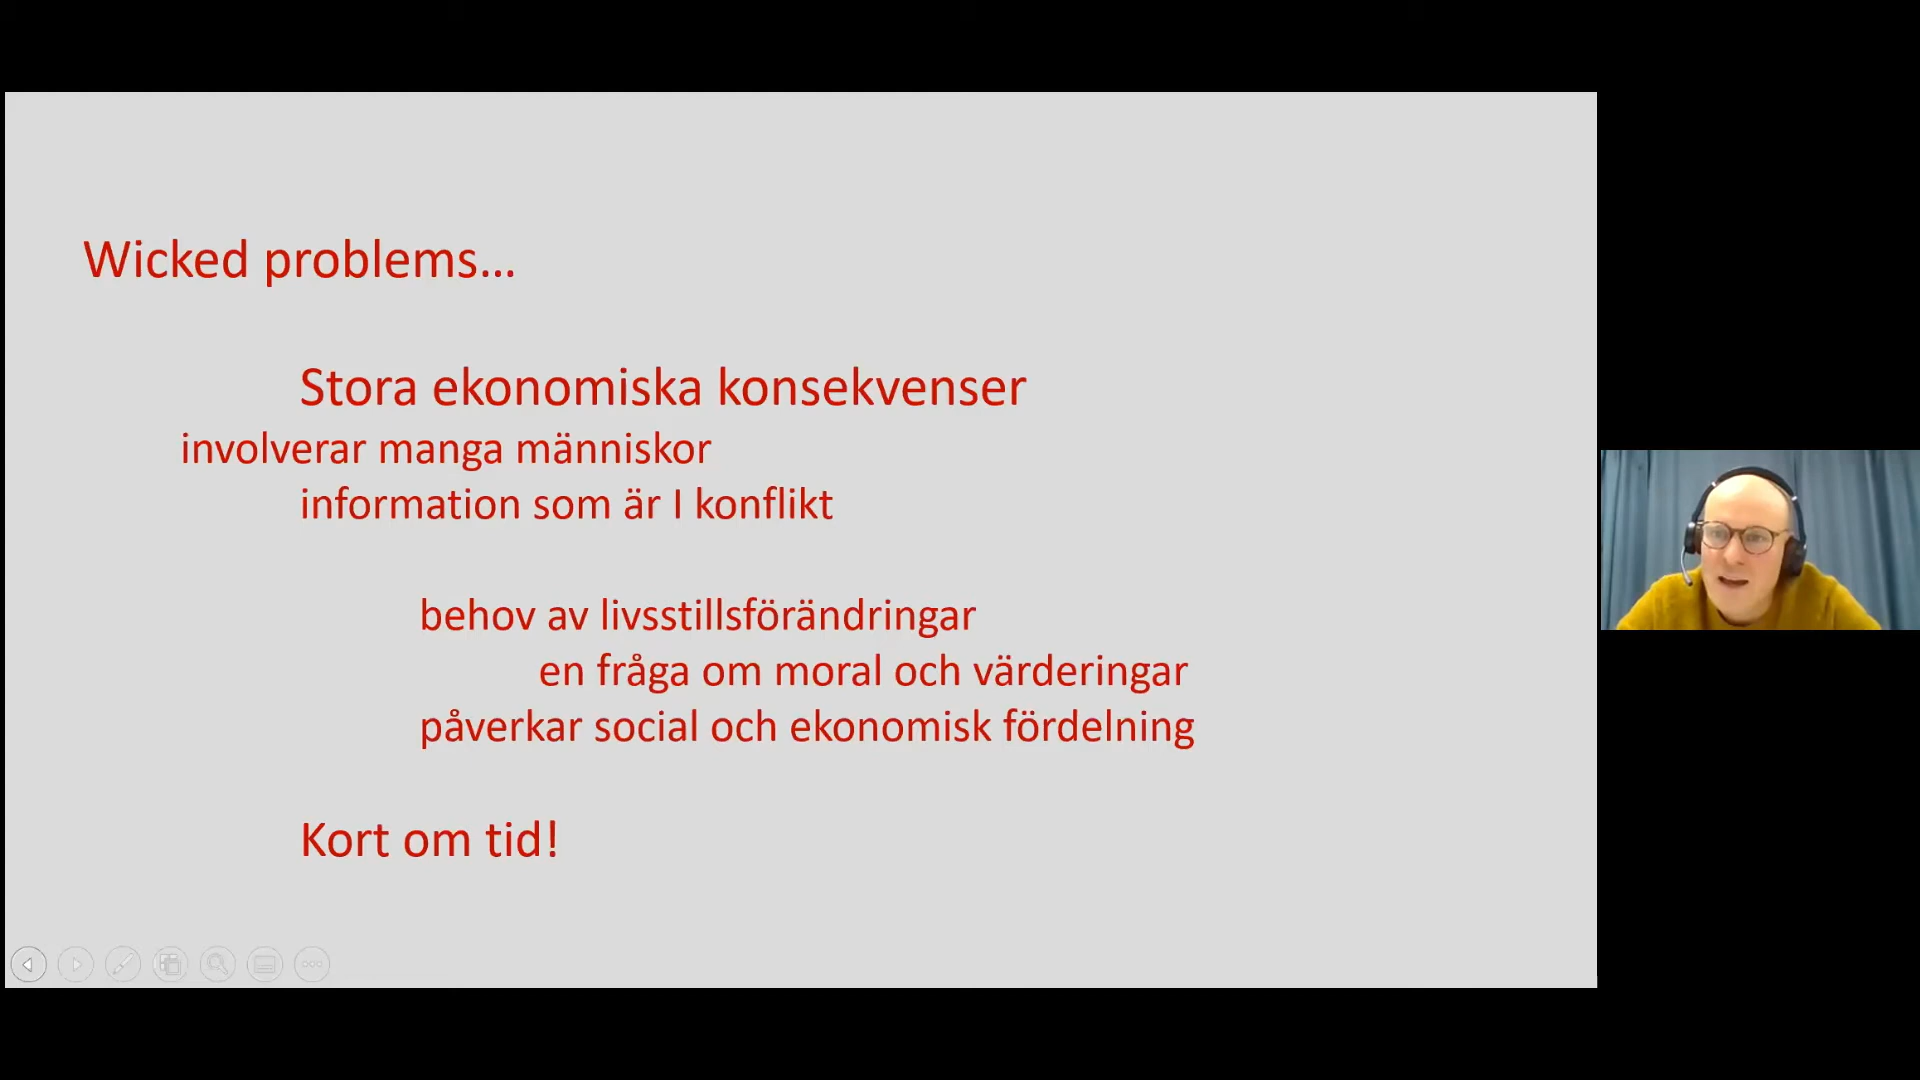 Wicked problems...
Stora ekonomiska konsekvenser
involverar manga människor
information som är I konflikt
behov av livsstillsförändringar
en fråga om moral och värderingar
påverkar social och ekonomisk fördelning
Kort om tid!